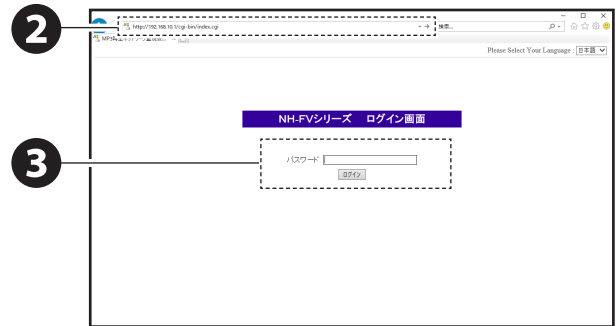 2
http://192.168.10.1/cgi-bin/index.cgi
検索...
Please Select Your Language : 日本語
NH-FVシリーズ ログイン画面
3
パスワード
ログイン